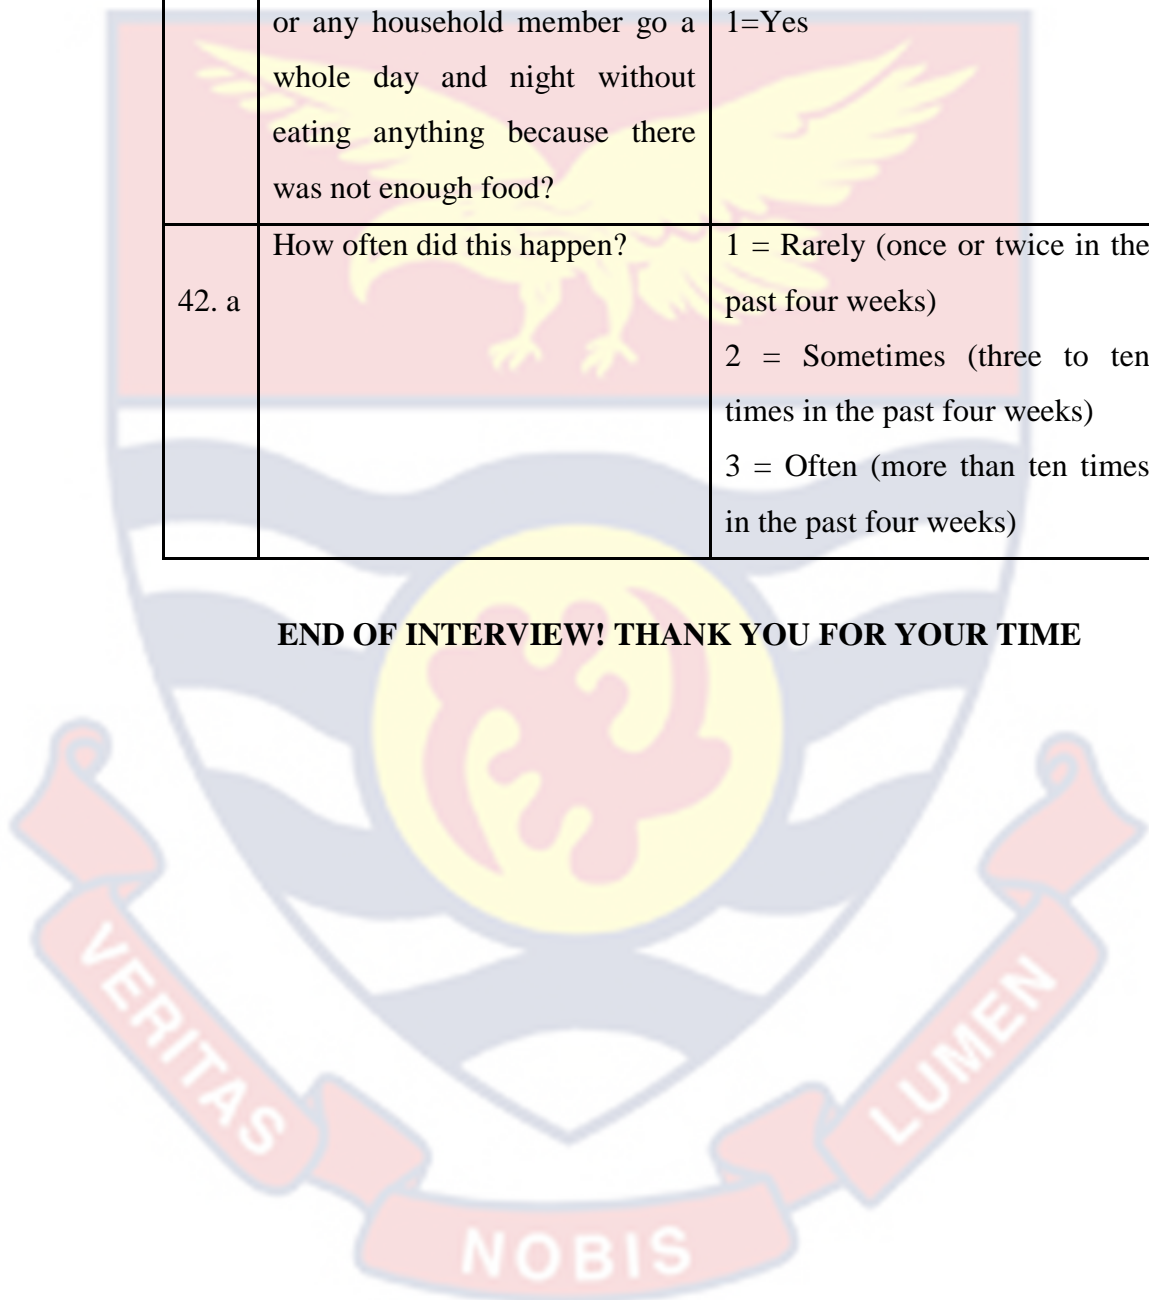 or any household member go a
whole day and night without
eating anything because there
was not enough food?
1=Yes
42. a
How often did this happen?
1 = Rarely (once or twice in the
past four weeks)
2 = Sometimes (three to ten
times in the past four weeks)
3 = Often (more than ten times
in the past four weeks)
END OF INTERVIEW! THANK YOU FOR YOUR TIME
VERITAS
NOBIS
LUMEN